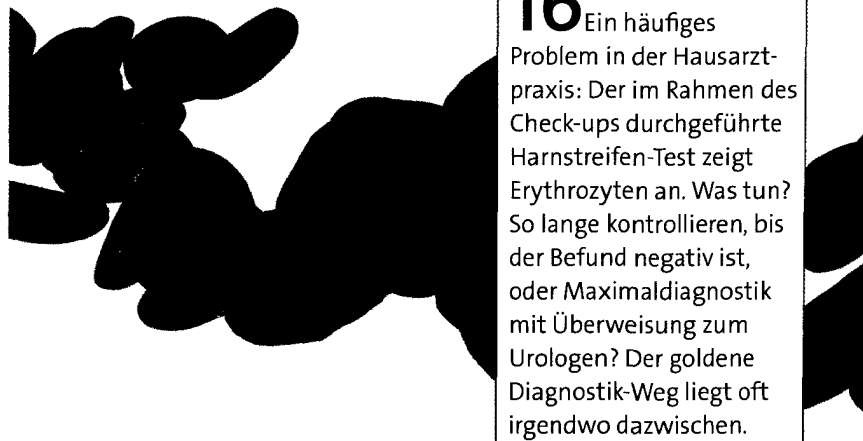 16 Ein häufiges
Problem in der Hausarzt-
praxis: Der im Rahmen des
Check-ups durchgeführte
Harnstreifen-Test zeigt
Erythrozyten an. Was tun?
So lange kontrollieren, bis
der Befund negativ ist,
oder Maximaldiagnostik
mit Überweisung zum
Urologen? Der goldene
Diagnostik-Weg liegt oft
irgendwo dazwischen.